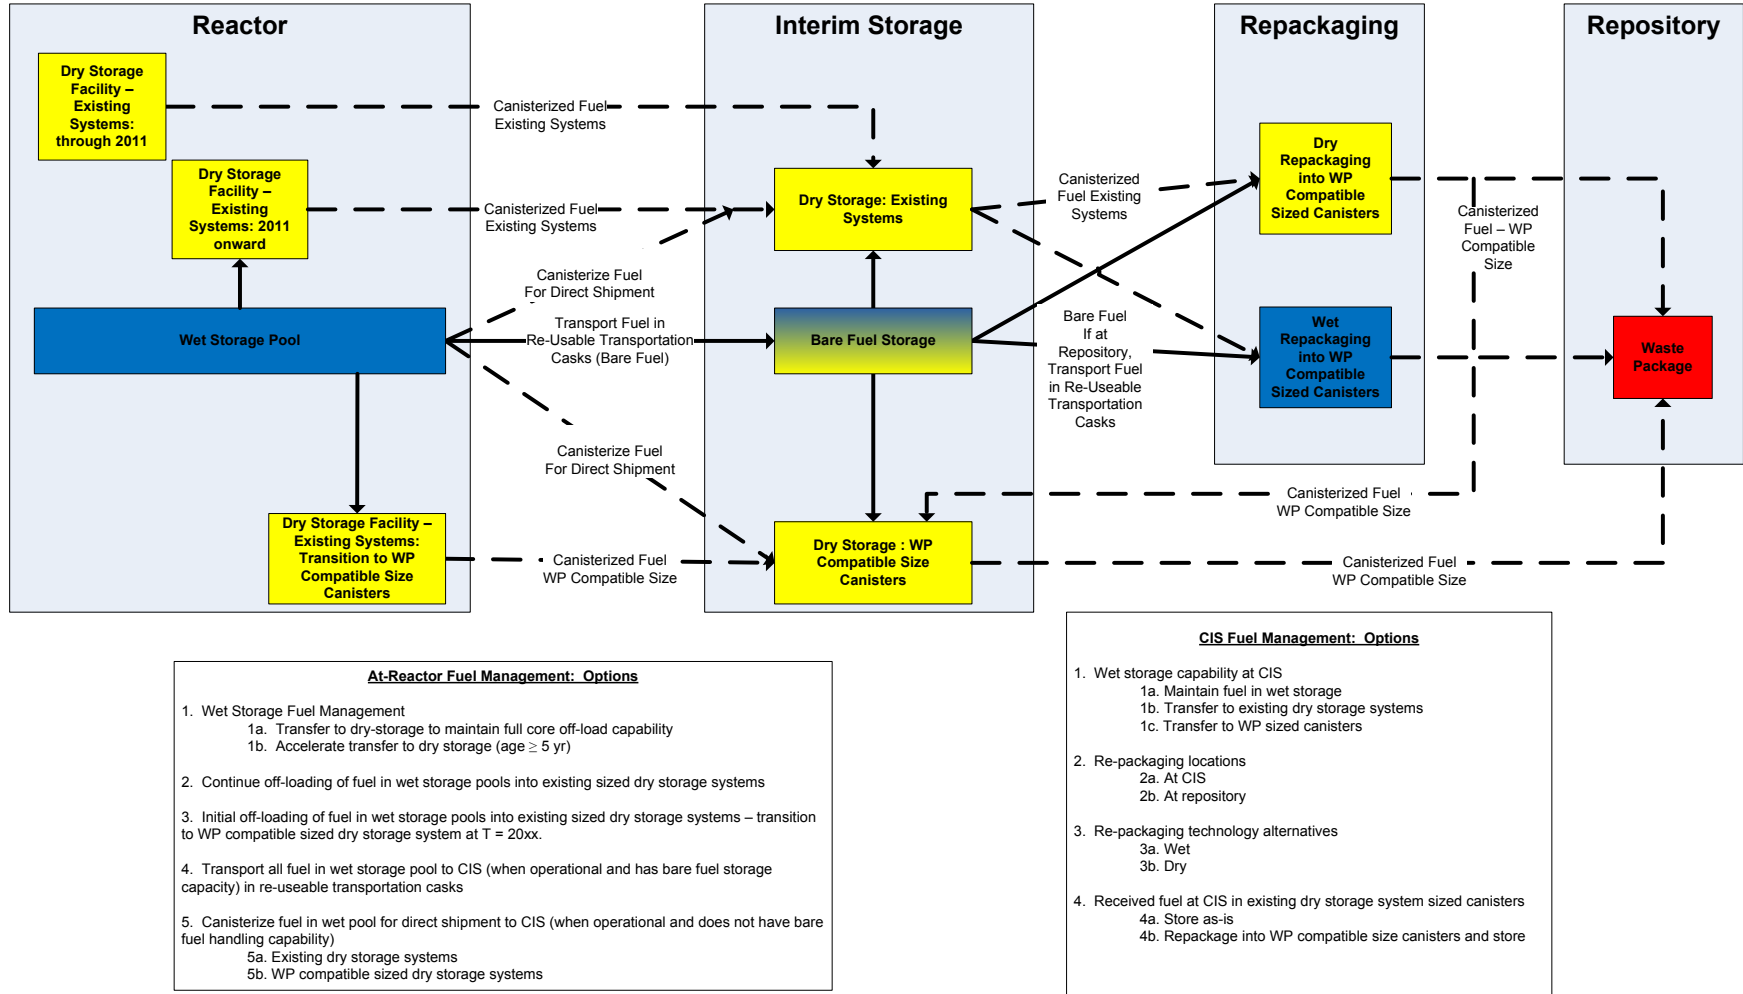 Reactor
Interim Storage
Repackaging
Repository
Dry Storage
Facility –
Existing
Systems:
through 2011
Canisterized Fuel
Existing Systems
Dry Storage
Facility –
Existing
Systems: 2011
onward
Canisterized Fuel
Existing Systems
Dry Storage: Existing
Systems
Canisterized
Fuel Existing
Systems
Dry
Repackaging
into WP
Compatible
Sized Canisters
Canisterized
Fuel – WP
Compatible
Size
Canisterize Fuel
For Direct Shipment
Wet Storage Pool
Transport Fuel in
Re-Usable Transportation
Casks (Bare Fuel)
Bare Fuel Storage
Bare Fuel
If at
Repository,
Transport Fuel
in Re-Useable
Transportation
Casks
Wet
Repackaging
into WP
Compatible
Sized Canisters
Waste
Package
Canisterize Fuel
For Direct Shipment
Canisterized Fuel
WP Compatible Size
Dry Storage Facility –
Existing Systems:
Transition to WP
Compatible Size
Canisters
Canisterized Fuel
WP Compatible Size
Dry Storage : WP
Compatible Size
Canisters
Canisterized Fuel
WP Compatible Size
At-Reactor Fuel Management: Options
1. Wet Storage Fuel Management
1a. Transfer to dry-storage to maintain full core off-load capability
1b. Accelerate transfer to dry storage (age ≥ 5 yr)
2. Continue off-loading of fuel in wet storage pools into existing sized dry storage systems
3. Initial off-loading of fuel in wet storage pools into existing sized dry storage systems – transition
to WP compatible sized dry storage system at T = 20xx.
4. Transport all fuel in wet storage pool to CIS (when operational and has bare fuel storage
capacity) in re-useable transportation casks
5. Canisterize fuel in wet pool for direct shipment to CIS (when operational and does not have bare
fuel handling capability)
5a. Existing dry storage systems
5b. WP compatible sized dry storage systems
CIS Fuel Management: Options
1. Wet storage capability at CIS
1a. Maintain fuel in wet storage
1b. Transfer to existing dry storage systems
1c. Transfer to WP sized canisters
2. Re-packaging locations
2a. At CIS
2b. At repository
3. Re-packaging technology alternatives
3a. Wet
3b. Dry
4. Received fuel at CIS in existing dry storage system sized canisters
4a. Store as-is
4b. Repackage into WP compatible size canisters and store